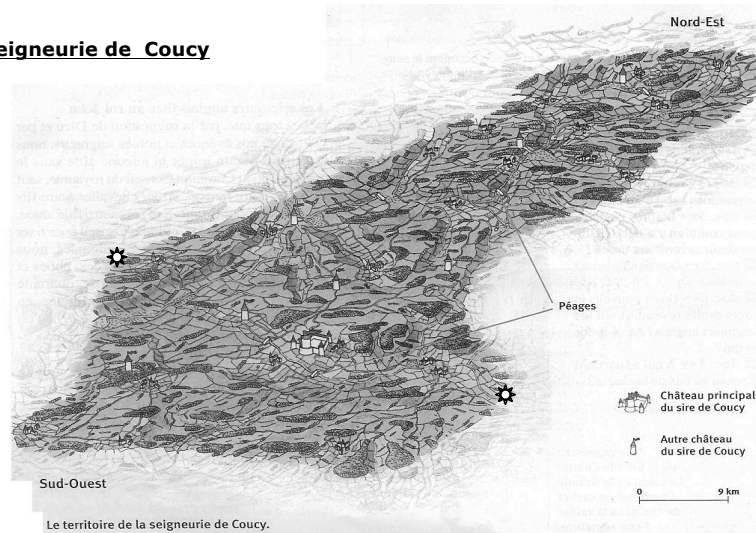 eigneurie de Coucy
Nord-Est
Péages
Château principal
du sire de Coucy
Autre château
du sire de Coucy
Sud-Ouest
0 9 km
Le territoire de la seigneurie de Coucy.